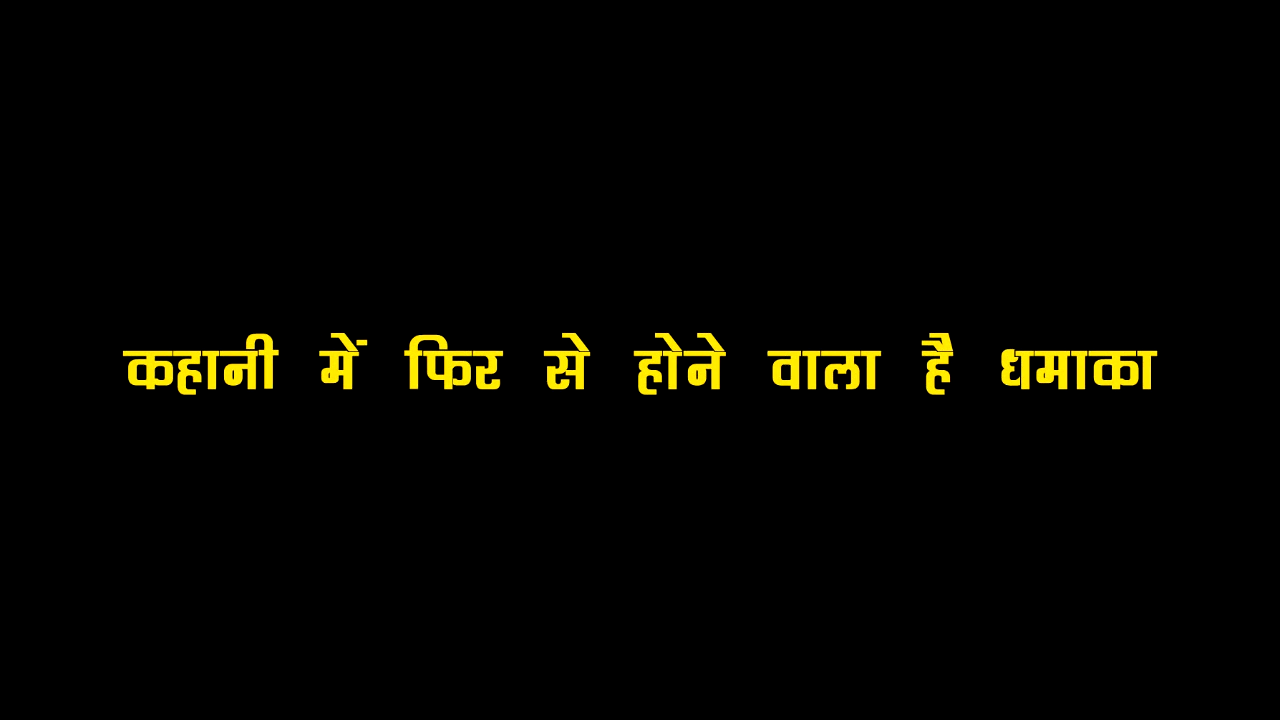 कहानी में फिर से होने वाला है धमाका